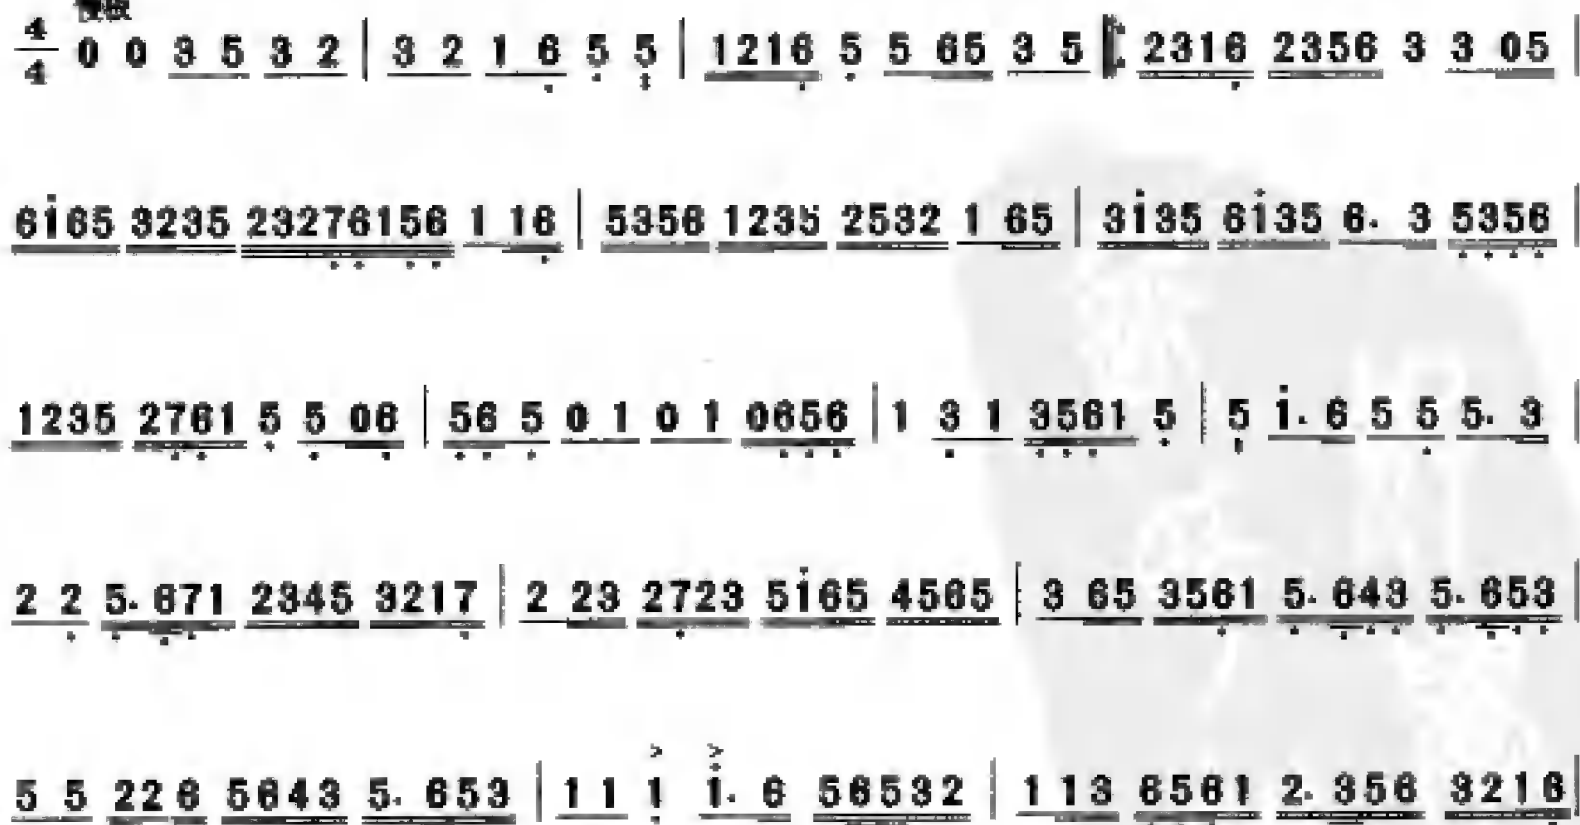 4/4 0 0 3 5 3 2 | 3 2 1 6 5 5 | 1216 5 5 65 3 5 ‖: 2316 2356 3 3 05 |
6i65 3235 23276156 1 16 | 5356 1235 2532 1 65 | 3i35 6i35 6. 3 5356 |
1235 2761 5 5 06 | 56 5 0 1 0 1 0656 | 1 3 1 3561 5 | 5 i. 6 5 5 5. 3 |
2 2 5. 671 2345 3217 | 2 23 2723 5i65 4565 | 3 65 3561 5. 643 5. 653 |
5 5 226 5643 5. 653 | 1 1 1 i. 6 56532 | 1 13 6561 2. 356 3216 |